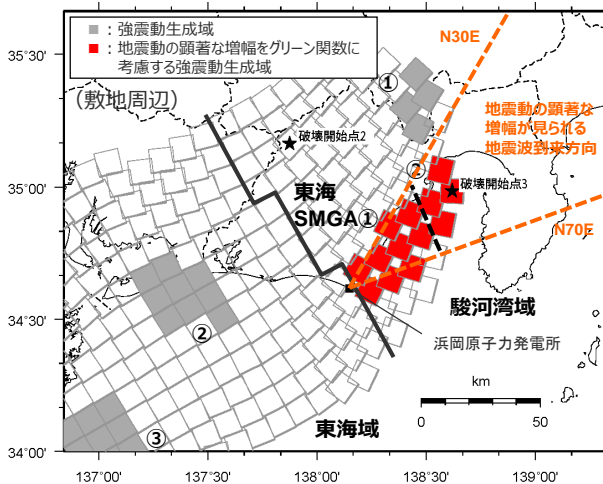 ■ : 強震動生成域
■ : 地震動の顕著な増幅をグリーン関数に
考慮する強震動生成域
（敷地周辺）
N30E
①
地震動の顕著な
増幅が見られる
地震波到来方向
破壊開始点2
②
破壊開始点3
東海
SMGA①
N70E
駿河湾域
②
浜岡原子力発電所
km
0
50
③
東海域
35°30'
35°00'
34°30'
34°00'
137°00'
137°30'
138°00'
138°30'
139°00'